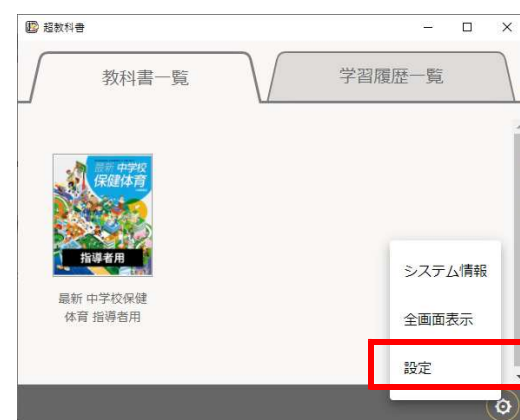 超教科書
教科書一覧
学習履歴一覧
最新 中学校
保健体育
指導者用
最新 中学校保健
体育 指導者用
システム情報
全画面表示
設定